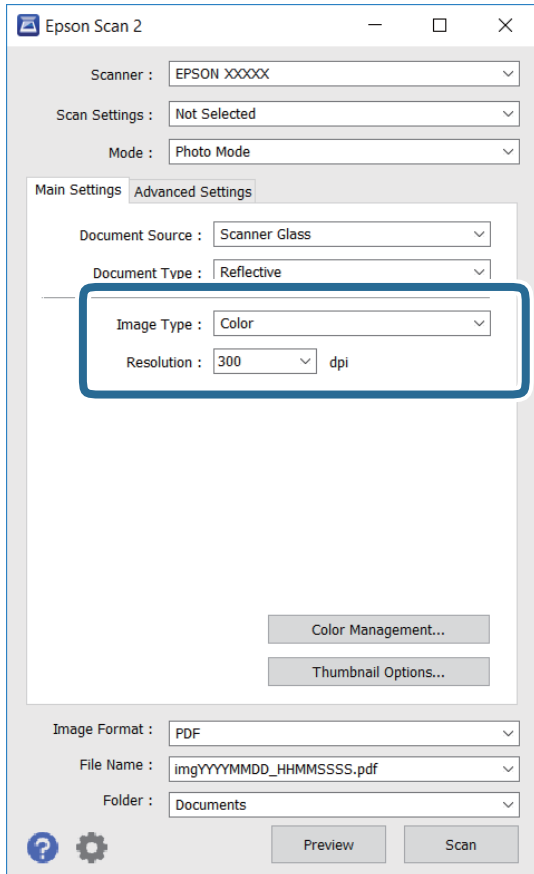 Epson Scan 2
Scanner : EPSON XXXXX
Scan Settings : Not Selected
Mode : Photo Mode
Main Settings Advanced Settings
Document Source : Scanner Glass
Document Type : Reflective
Image Type : Color
Resolution : 300 dpi
Color Management...
Thumbnail Options...
Image Format : PDF
File Name : imgYYYYMMDD_HHMMSSSS.pdf
Folder : Documents
? Preview Scan